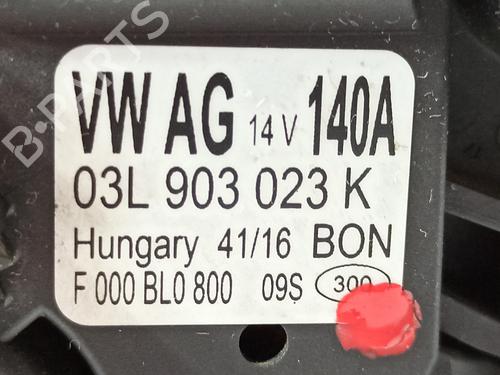 B-PARTS
VW AG 14 V 140A
03L 903 023 K
Hungary 41/16 BON
F 000 BL0 800 09S 300